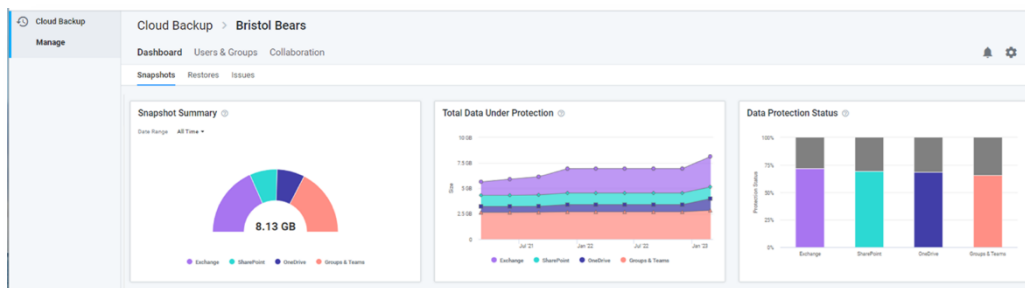 Cloud Backup
Manage
Cloud Backup > Bristol Bears
Dashboard Users & Groups Collaboration
Snapshots Restores Issues
Snapshot Summary
Date Range All Time
8.13 GB
Exchange SharePoint OneDrive Groups & Teams
Total Data Under Protection
10 GB
7.5 GB
5 GB
2.5 GB
0
Size
Jul '21 Jan '22 Jul '22 Jan '23
Exchange SharePoint OneDrive Groups & Teams
Data Protection Status
100%
75%
50%
25%
0%
Protection Status
Exchange SharePoint OneDrive Groups & Teams